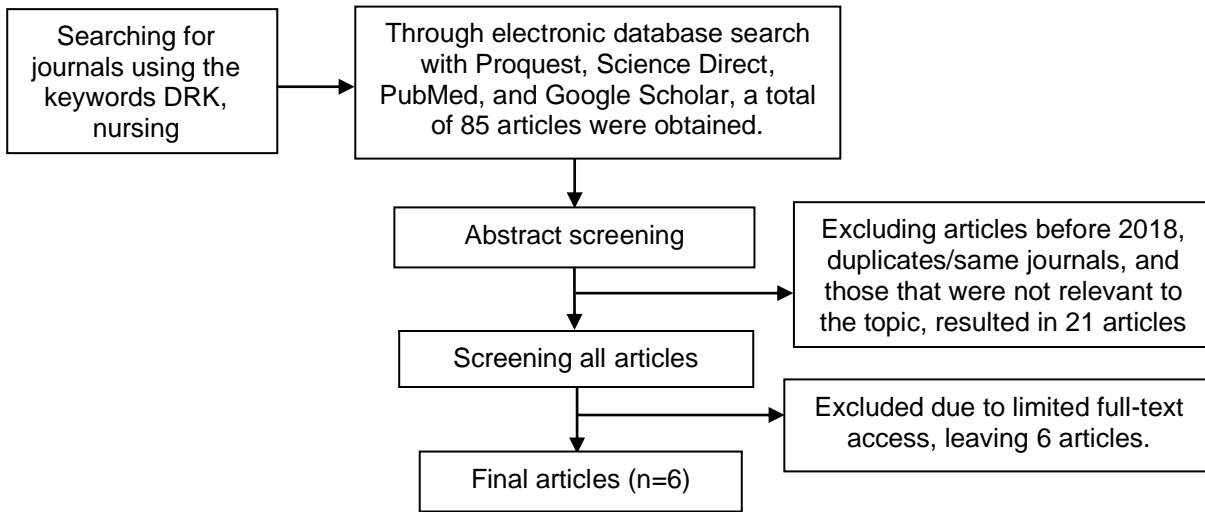 Searching for
journals using the
keywords DRK,
nursing
Through electronic database search
with Proquest, Science Direct,
PubMed, and Google Scholar, a total
of 85 articles were obtained.
Abstract screening
Excluding articles before 2018,
duplicates/same journals, and
those that were not relevant to
the topic, resulted in 21 articles
Screening all articles
Excluded due to limited full-text
access, leaving 6 articles.
Final articles (n=6)